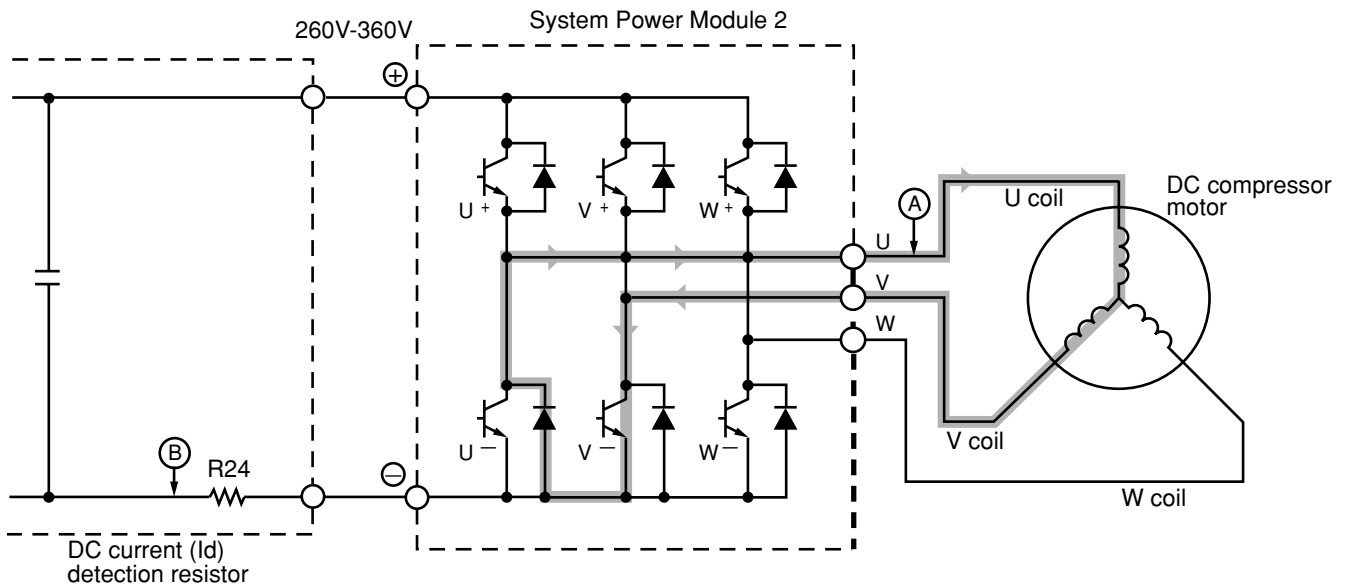 System Power Module 2
260V-360V
+
U +
V +
W +
A
U
V
W
U coil
DC compressor
motor
U −
V −
W −
V coil
W coil
B
R24
−
DC current (Id)
detection resistor